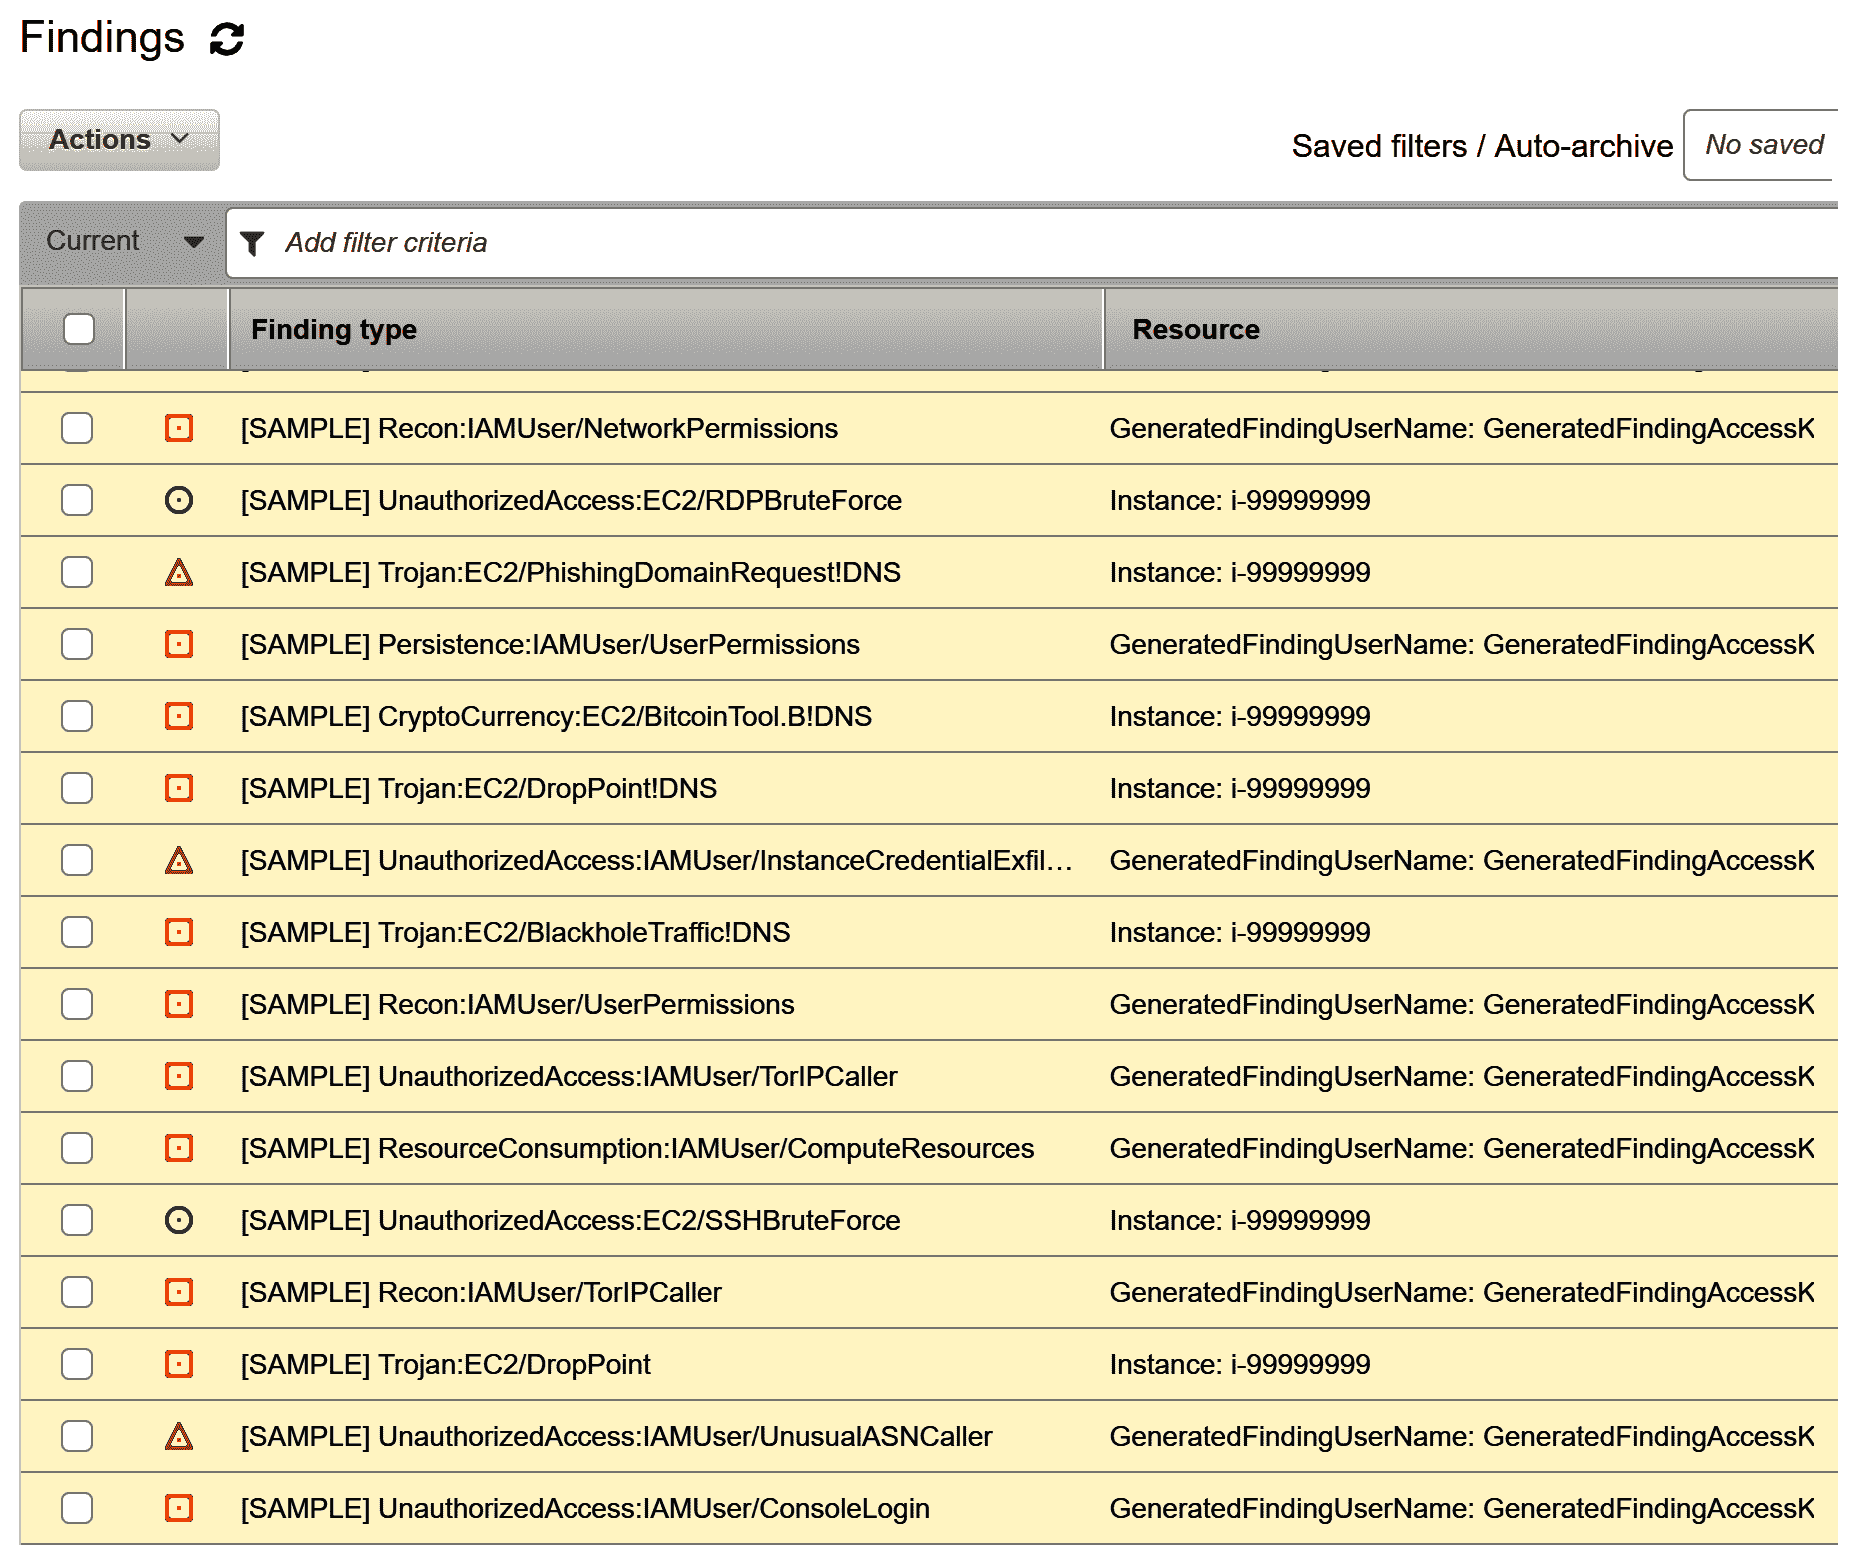 Findings
Actions
Saved filters / Auto-archive No saved
Current Add filter criteria
Finding type Resource
[SAMPLE] Recon:IAMUser/NetworkPermissions GeneratedFindingUserName: GeneratedFindingAccessK
[SAMPLE] UnauthorizedAccess:EC2/RDPBruteForce Instance: i-99999999
[SAMPLE] Trojan:EC2/PhishingDomainRequest!DNS Instance: i-99999999
[SAMPLE] Persistence:IAMUser/UserPermissions GeneratedFindingUserName: GeneratedFindingAccessK
[SAMPLE] CryptoCurrency:EC2/BitcoinTool.B!DNS Instance: i-99999999
[SAMPLE] Trojan:EC2/DropPoint!DNS Instance: i-99999999
[SAMPLE] UnauthorizedAccess:IAMUser/InstanceCredentialExfil... GeneratedFindingUserName: GeneratedFindingAccessK
[SAMPLE] Trojan:EC2/BlackholeTraffic!DNS Instance: i-99999999
[SAMPLE] Recon:IAMUser/UserPermissions GeneratedFindingUserName: GeneratedFindingAccessK
[SAMPLE] UnauthorizedAccess:IAMUser/TorIPCaller GeneratedFindingUserName: GeneratedFindingAccessK
[SAMPLE] ResourceConsumption:IAMUser/ComputeResources GeneratedFindingUserName: GeneratedFindingAccessK
[SAMPLE] UnauthorizedAccess:EC2/SSHBruteForce Instance: i-99999999
[SAMPLE] Recon:IAMUser/TorIPCaller GeneratedFindingUserName: GeneratedFindingAccessK
[SAMPLE] Trojan:EC2/DropPoint Instance: i-99999999
[SAMPLE] UnauthorizedAccess:IAMUser/UnusualASNCaller GeneratedFindingUserName: GeneratedFindingAccessK
[SAMPLE] UnauthorizedAccess:IAMUser/ConsoleLogin GeneratedFindingUserName: GeneratedFindingAccessK